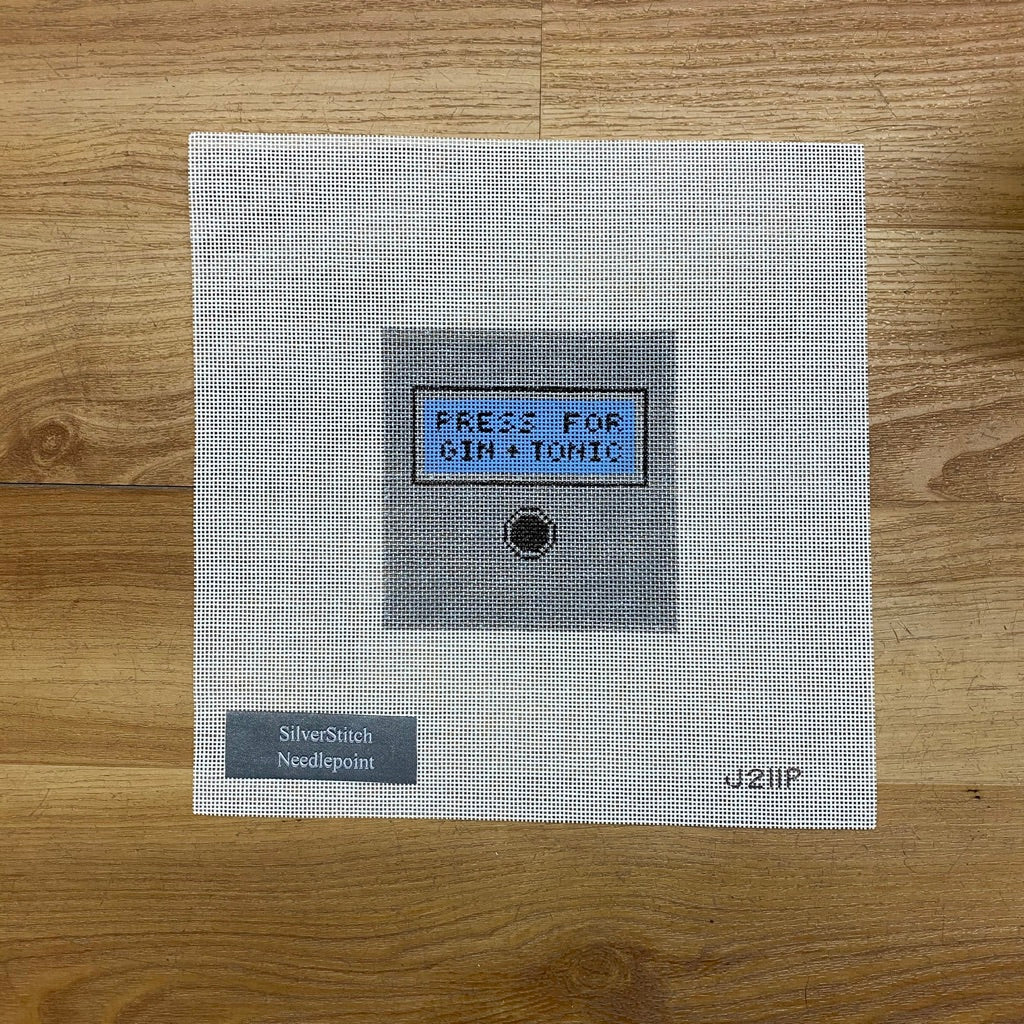 PRESS FOR
GIN + TONIC
SilverStitch
Needlepoint
J211P